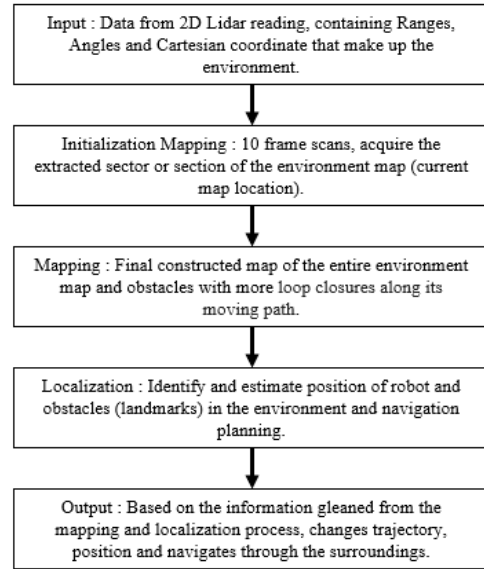 Input : Data from 2D Lidar reading, containing Ranges,
Angles and Cartesian coordinate that make up the
environment.
Initialization Mapping : 10 frame scans, acquire the
extracted sector or section of the environment map (current
map location).
Mapping : Final constructed map of the entire environment
map and obstacles with more loop closures along its
moving path.
Localization : Identify and estimate position of robot and
obstacles (landmarks) in the environment and navigation
planning.
Output : Based on the information gleaned from the
mapping and localization process, changes trajectory,
position and navigates through the surroundings.